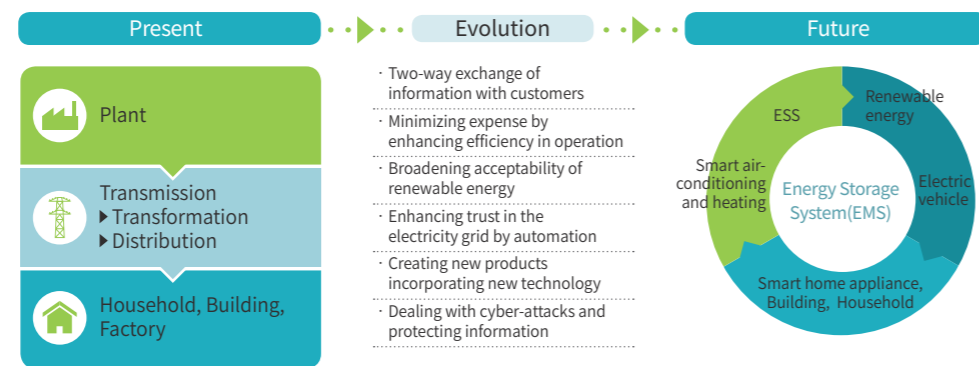 Present
Evolution
Future
Plant
Transmission
Transformation
Distribution
Household, Building,
Factory
· Two-way exchange of
information with customers
· Minimizing expense by
enhancing efficiency in operation
· Broadening acceptability of
renewable energy
· Enhancing trust in the
electricity grid by automation
· Creating new products
incorporating new technology
· Dealing with cyber-attacks and
protecting information
ESS
Renewable
energy
Smart air-
conditioning
and heating
Energy Storage
System(EMS)
Electric
vehicle
Smart home appliance,
Building, Household